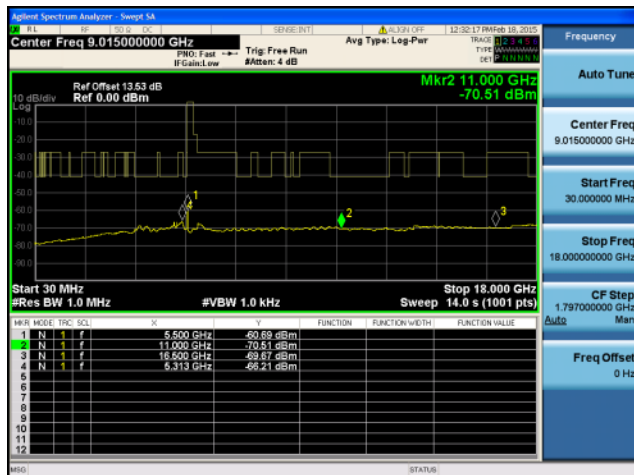 Agilent Spectrum Analyzer - Swept SA
RL RF 50 Ω DC SENSE:INT ALIGN OFF 12:32:17 PM Feb 18, 2015
Center Freq 9.015000000 GHz
PNO: Fast
IFGain:Low
Trig: Free Run
#Atten: 4 dB
Avg Type: Log-Pwr
TRACE 1 2 3 4 5 6
TYPE
DET P N N N N N
Ref Offset 13.53 dB
Ref 0.00 dBm
10 dB/div
Log
Mkr2 11.000 GHz
-70.51 dBm
-10.0
-20.0
-30.0
-40.0
-50.0
-60.0
-70.0
-80.0
-90.0
1
4
2
3
Start 30 MHz
Stop 18.000 GHz
#Res BW 1.0 MHz
#VBW 1.0 kHz
Sweep 14.0 s (1001 pts)
MKR MODE TRC SCL X Y FUNCTION FUNCTION WIDTH FUNCTION VALUE
1 N 1 f 5.500 GHz -60.69 dBm
2 N 1 f 11.000 GHz -70.51 dBm
3 N 1 f 16.500 GHz -69.67 dBm
4 N 1 f 5.313 GHz -66.21 dBm
5
6
7
8
9
10
11
12
MSG STATUS
Frequency
Auto Tune
Center Freq
9.015000000 GHz
Start Freq
30.000000 MHz
Stop Freq
18.000000000 GHz
CF Step
1.797000000 GHz
Auto Man
Freq Offset
0 Hz